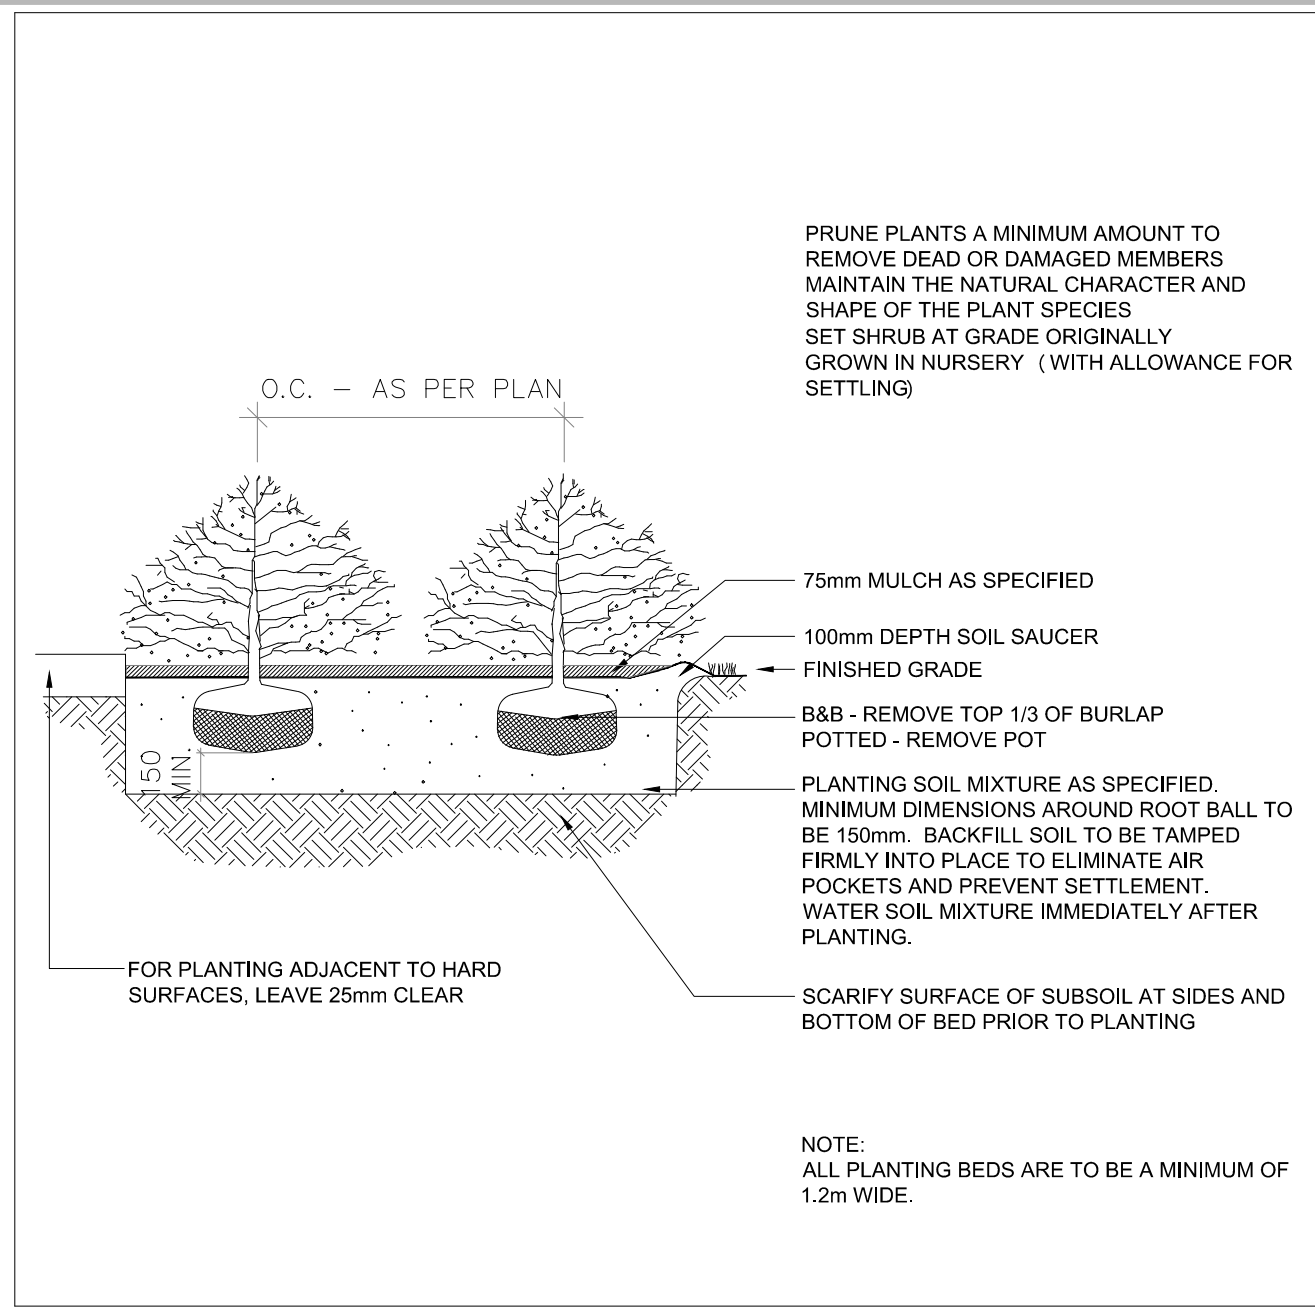 PRUNE PLANTS A MINIMUM AMOUNT TO
REMOVE DEAD OR DAMAGED MEMBERS
MAINTAIN THE NATURAL CHARACTER AND
SHAPE OF THE PLANT SPECIES
SET SHRUB AT GRADE ORIGINALLY
GROWN IN NURSERY (WITH ALLOWANCE FOR
SETTLING)
O.C. – AS PER PLAN
75mm MULCH AS SPECIFIED
100mm DEPTH SOIL SAUCER
FINISHED GRADE
B&B - REMOVE TOP 1/3 OF BURLAP
POTTED - REMOVE POT
150
MIN.
PLANTING SOIL MIXTURE AS SPECIFIED.
MINIMUM DIMENSIONS AROUND ROOT BALL TO
BE 150mm. BACKFILL SOIL TO BE TAMPED
FIRMLY INTO PLACE TO ELIMINATE AIR
POCKETS AND PREVENT SETTLEMENT.
WATER SOIL MIXTURE IMMEDIATELY AFTER
PLANTING.
FOR PLANTING ADJACENT TO HARD
SURFACES, LEAVE 25mm CLEAR
SCARIFY SURFACE OF SUBSOIL AT SIDES AND
BOTTOM OF BED PRIOR TO PLANTING
NOTE:
ALL PLANTING BEDS ARE TO BE A MINIMUM OF
1.2m WIDE.